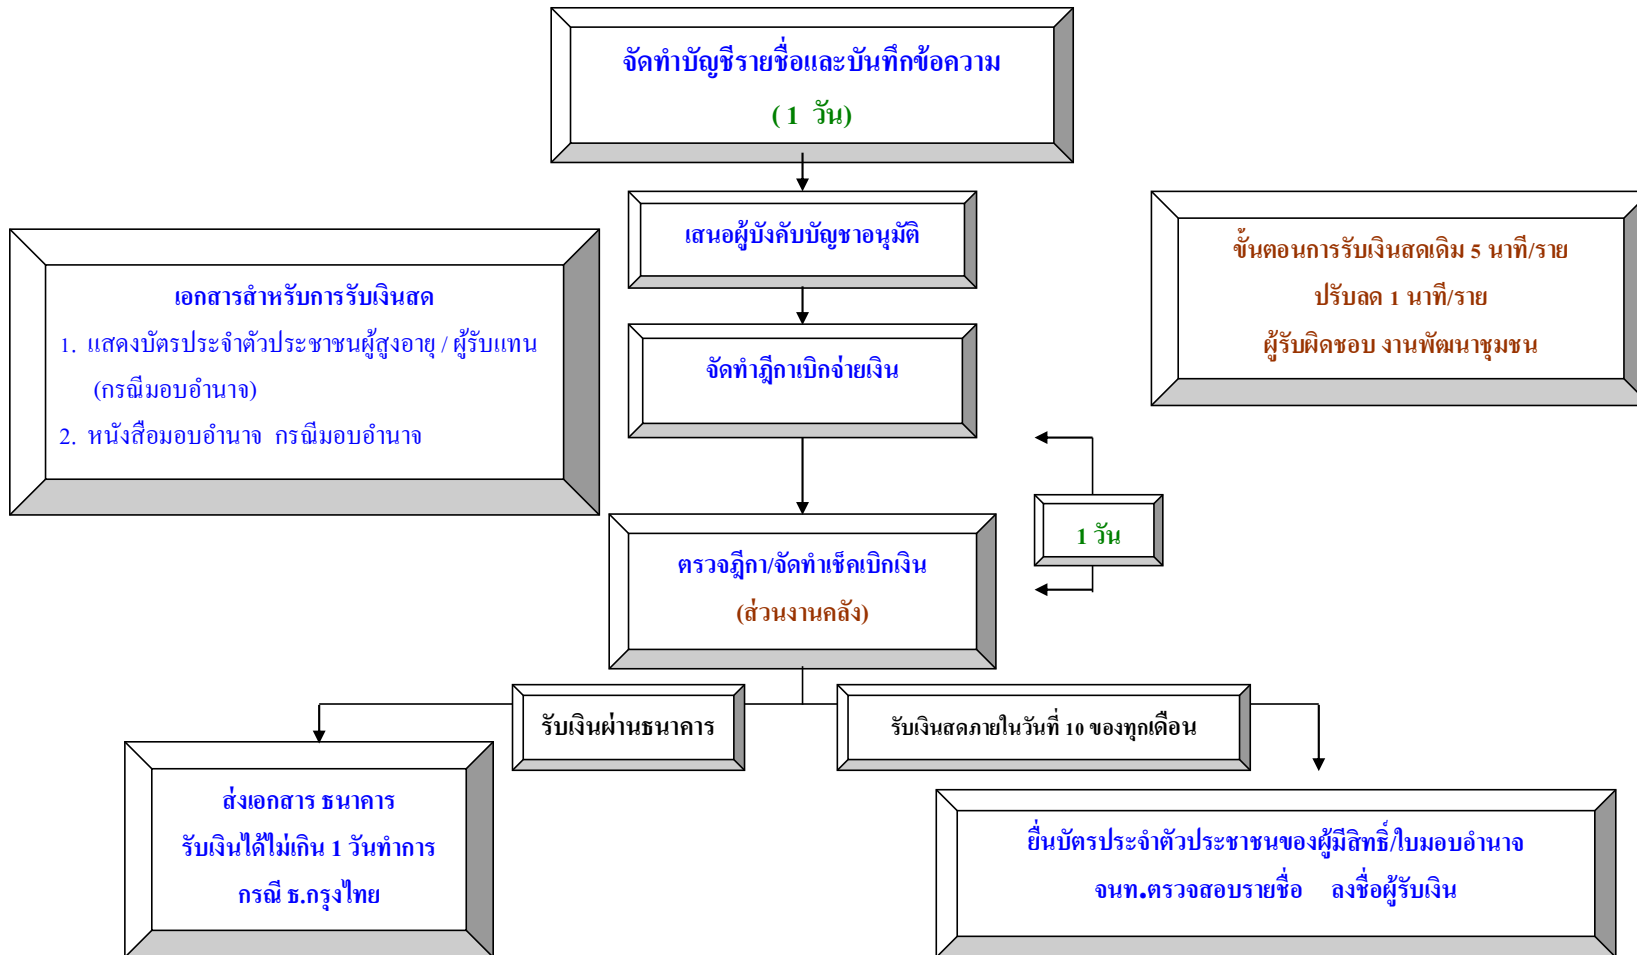 จัดทำบัญชีรายชื่อและบันทึกข้อความ
( 1 วัน)
เสนอผู้บังคับบัญชาอนุมัติ
ขั้นตอนการรับเงินสดเดิม 5 นาที/ราย
ปรับลด 1 นาที/ราย
ผู้รับผิดชอบ งานพัฒนาชุมชน
เอกสารสำหรับการรับเงินสด
1. แสดงบัตรประจำตัวประชาชนผู้สูงอายุ / ผู้รับแทน
(กรณีมอบอำนาจ)
2. หนังสือมอบอำนาจ กรณีมอบอำนาจ
จัดทำฎีกาเบิกจ่ายเงิน
1 วัน
ตรวจฎีกา/จัดทำเช็คเบิกเงิน
(ส่วนงานคลัง)
รับเงินผ่านธนาคาร
รับเงินสดภายในวันที่ 10 ของทุกเดือน
ส่งเอกสาร ธนาคาร
รับเงินได้ไม่เกิน 1 วันทำการ
กรณี ธ.กรุงไทย
ยื่นบัตรประจำตัวประชาชนของผู้มีสิทธิ์/ใบมอบอำนาจ
จนท.ตรวจสอบรายชื่อ ลงชื่อผู้รับเงิน